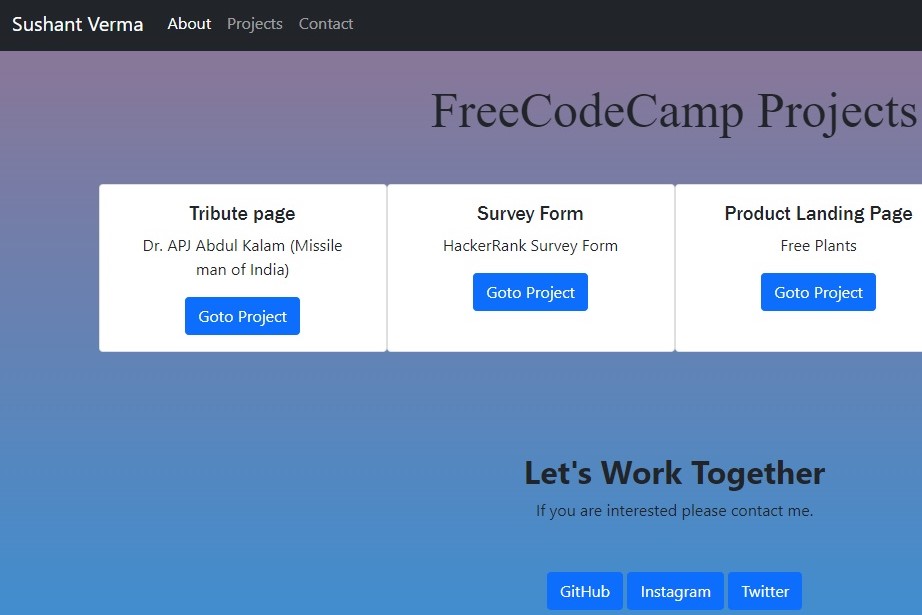 Sushant Verma About Projects Contact
FreeCodeCamp Projects
Tribute page
Dr. APJ Abdul Kalam (Missile
man of India)
Goto Project
Survey Form
HackerRank Survey Form
Goto Project
Product Landing Page
Free Plants
Goto Project
Let's Work Together
If you are interested please contact me.
GitHub Instagram Twitter